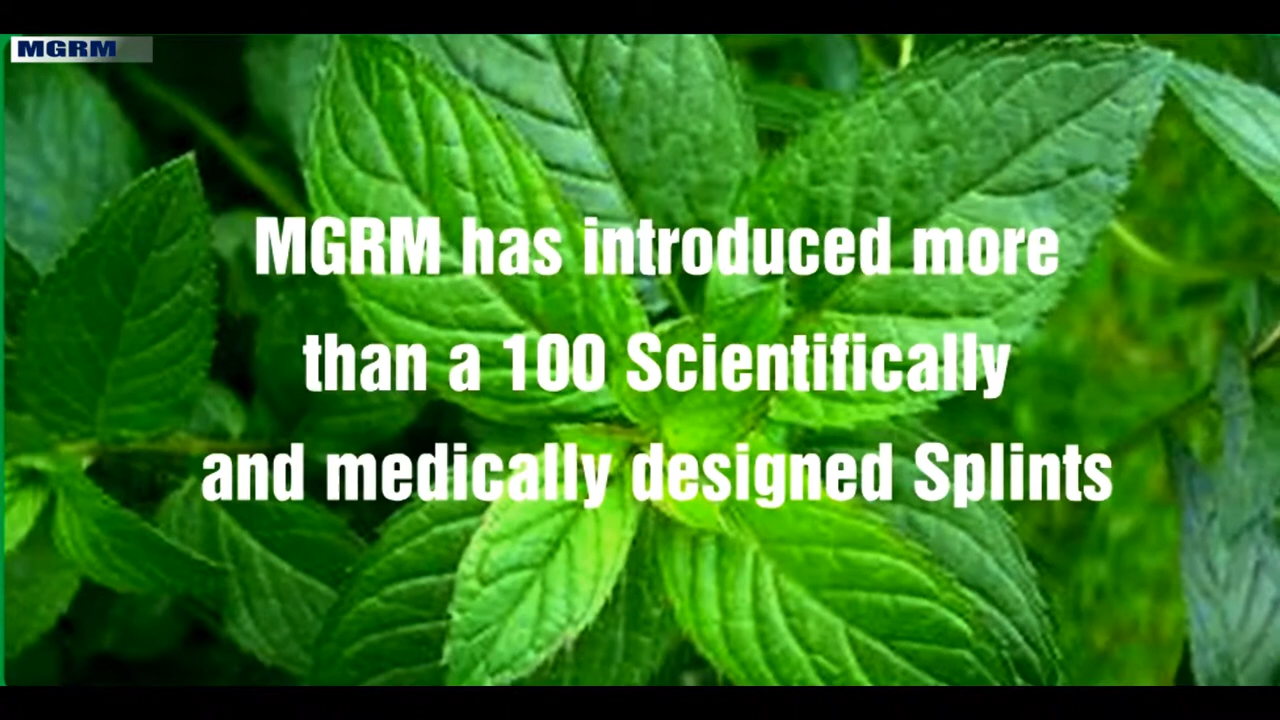 MGRM
MGRM has introduced more
than a 100 Scientifically
and medically designed Splints